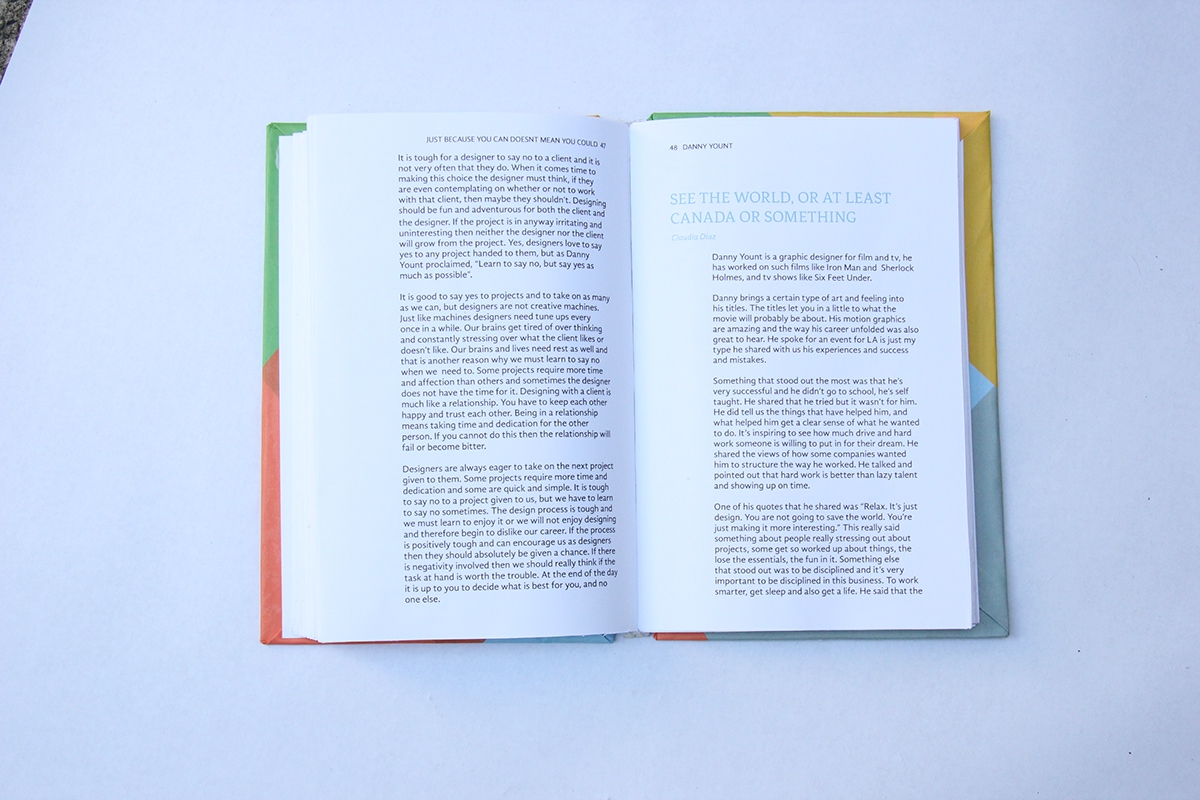 JUST BECAUSE YOU CAN DOESNT MEAN YOU COULD 47
It is tough for a designer to say no to a client and it is
not very often that they do. When it comes time to
making this choice the designer must think, if they
are even contemplating on whether or not to work
with that client, then maybe they shouldn't. Designing
should be fun and adventurous for both the client and
the designer. If the project is in anyway irritating and
uninteresting then neither the designer nor the client
will grow from the project. Yes, designers love to say
yes to any project handed to them, but as Danny
Yount proclaimed, "Learn to say no, but say yes as
much as possible".
It is good to say yes to projects and to take on as many
as we can, but designers are not creative machines.
Just like machines designers need tune ups every
once in a while. Our brains get tired of over thinking
and constantly stressing over what the client likes or
doesn't like. Our brains and lives need rest as well and
that is another reason why we must learn to say no
when we need to. Some projects require more time
and affection than others and sometimes the designer
does not have the time for it. Designing with a client is
much like a relationship. You have to keep each other
happy and trust each other. Being in a relationship
means taking time and dedication for the other
person. If you cannot do this then the relationship will
fail or become bitter.
Designers are always eager to take on the next project
given to them. Some projects require more time and
dedication and some are quick and simple. It is tough
to say no to a project given to us, but we have to learn
to say no sometimes. The design process is tough and
we must learn to enjoy it or we will not enjoy designing
and therefore begin to dislike our career. If the process
is positively tough and can encourage us as designers
then they should absolutely be given a chance. If there
is negativity involved then we should really think if the
task at hand is worth the trouble. At the end of the day
it is up to you to decide what is best for you, and no
one else.
48 DANNY YOUNT
SEE THE WORLD, OR AT LEAST
CANADA OR SOMETHING
Claudia Diaz
Danny Yount is a graphic designer for film and tv, he
has worked on such films like Iron Man and Sherlock
Holmes, and tv shows like Six Feet Under.
Danny brings a certain type of art and feeling into
his titles. The titles let you in a little to what the
movie will probably be about. His motion graphics
are amazing and the way his career unfolded was also
great to hear. He spoke for an event for LA is just my
type he shared with us his experiences and success
and mistakes.
Something that stood out the most was that he's
very successful and he didn't go to school, he's self
taught. He shared that he tried but it wasn't for him.
He did tell us the things that have helped him, and
what helped him get a clear sense of what he wanted
to do. It's inspiring to see how much drive and hard
work someone is willing to put in for their dream. He
shared the views of how some companies wanted
him to structure the way he worked. He talked and
pointed out that hard work is better than lazy talent
and showing up on time.
One of his quotes that he shared was "Relax. It's just
design. You are not going to save the world. You're
just making it more interesting." This really said
something about people really stressing out about
projects, some get so worked up about things, the
lose the essentials, the fun in it. Something else
that stood out was to be disciplined and it's very
important to be disciplined in this business. To work
smarter, get sleep and also get a life. He said that the